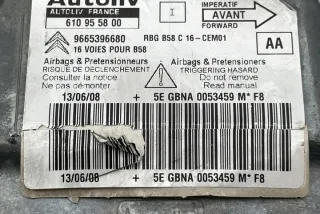 Autoliv
AUTOLIV FRANCE
610 95 58 00
I
IMPERATIF
AVANT
FORWARD
9665396680
16 VOIES POUR B58
RBG B58 C 16-CEM01
AA
Airbags & Pretensionneurs
RISQUE DE DECLENCHEMENT
Consulter la notice
Ne pas démonter
Airbags & Pretensioners
TRIGGERING HASARD
Do not remove
Read manual
13/06/08 + 5E GBNA 0053459 M* F8
13/06/08 + 5E GBNA 0053459 M* F8